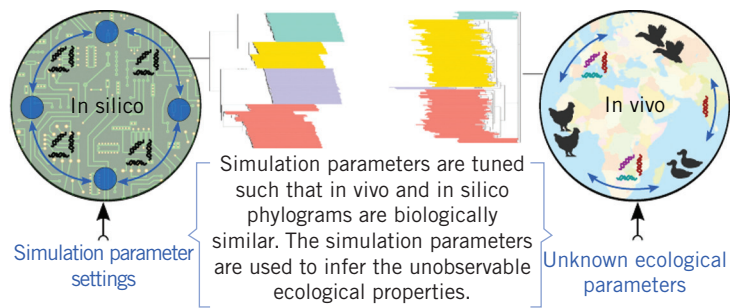 In silico
In vivo
Simulation parameters are tuned
such that in vivo and in silico
phylograms are biologically
similar. The simulation parameters
are used to infer the unobservable
ecological properties.
Simulation parameter
settings
Unknown ecological
parameters